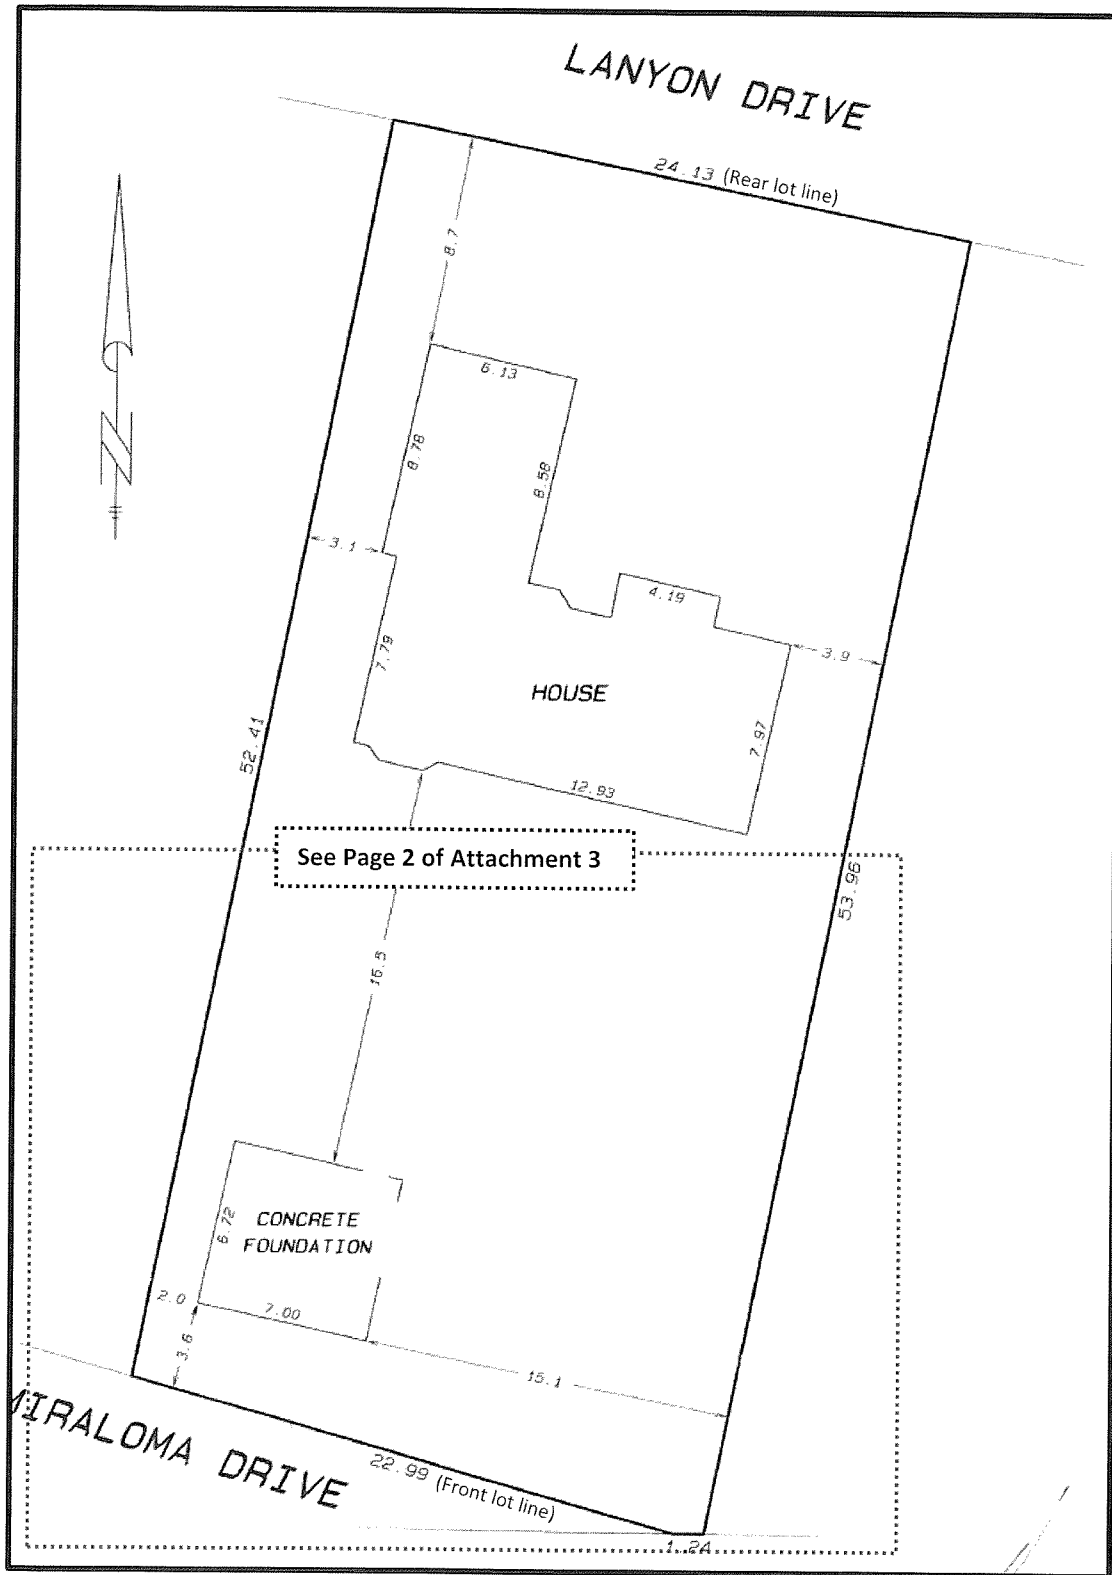 LANYON DRIVE
24.13 (Rear lot line)
8.7
6.13
8.78
8.58
N
3.1
4.19
3.9
7.79
HOUSE
7.97
52.41
12.93
See Page 2 of Attachment 3
53.96
16.5
CONCRETE
FOUNDATION
6.72
2.0
7.00
3.6
15.1
MIRALOMA DRIVE
22.99 (Front lot line)
1.24